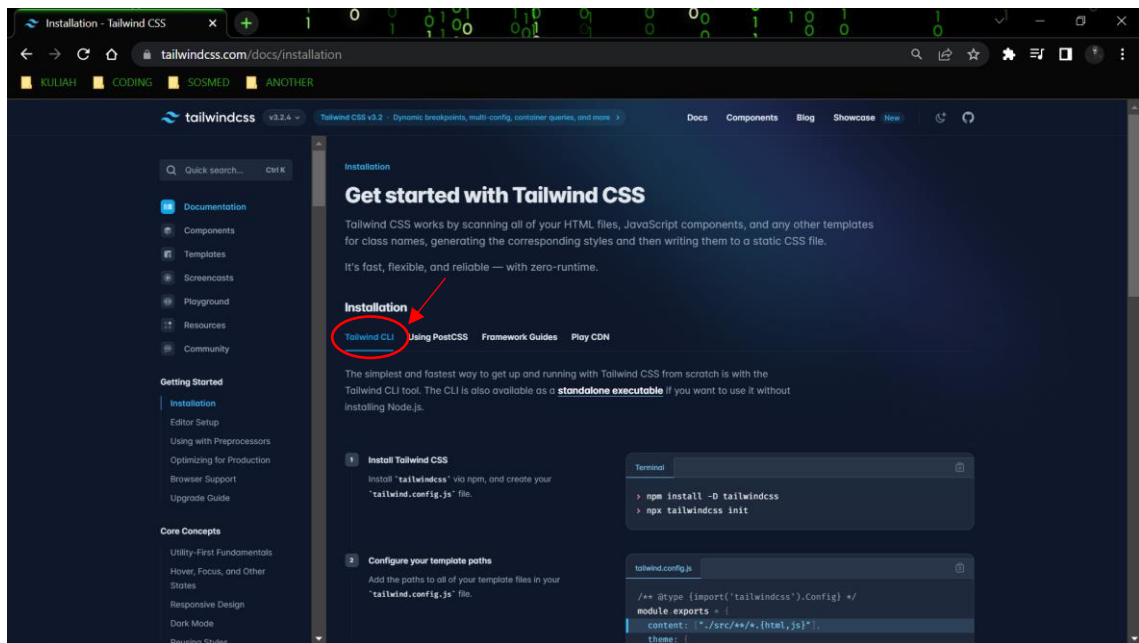 Installation - Tailwind CSS
tailwindcss.com/docs/installation
KULIAH CODING SOSMED ANOTHER
tailwindcss v3.2.4 Tailwind CSS v3.2 - Dynamic breakpoints, multi-config, container queries, and more Docs Components Blog Showcase New
Quick search... Ctrl K
Documentation
Components
Templates
Screencasts
Playground
Resources
Community
Getting Started
Installation
Editor Setup
Using with Preprocessors
Optimizing for Production
Browser Support
Upgrade Guide
Core Concepts
Utility-First Fundamentals
Hover, Focus, and Other
States
Responsive Design
Dark Mode
Reusing Styles
Installation
Get started with Tailwind CSS
Tailwind CSS works by scanning all of your HTML files, JavaScript components, and any other templates
for class names, generating the corresponding styles and then writing them to a static CSS file.
It's fast, flexible, and reliable — with zero-runtime.
Installation
Tailwind CLI Using PostCSS Framework Guides Play CDN
The simplest and fastest way to get up and running with Tailwind CSS from scratch is with the
Tailwind CLI tool. The CLI is also available as a standalone executable if you want to use it without
installing Node.js.
1 Install Tailwind CSS
Install `tailwindcss` via npm, and create your
`tailwind.config.js` file.
Terminal
> npm install -D tailwindcss
> npx tailwindcss init
2 Configure your template paths
Add the paths to all of your template files in your
`tailwind.config.js` file.
tailwind.config.js
/** @type {import('tailwindcss').Config} */
module.exports = {
content: ["./src/**/*.{html,js}"],
theme: {